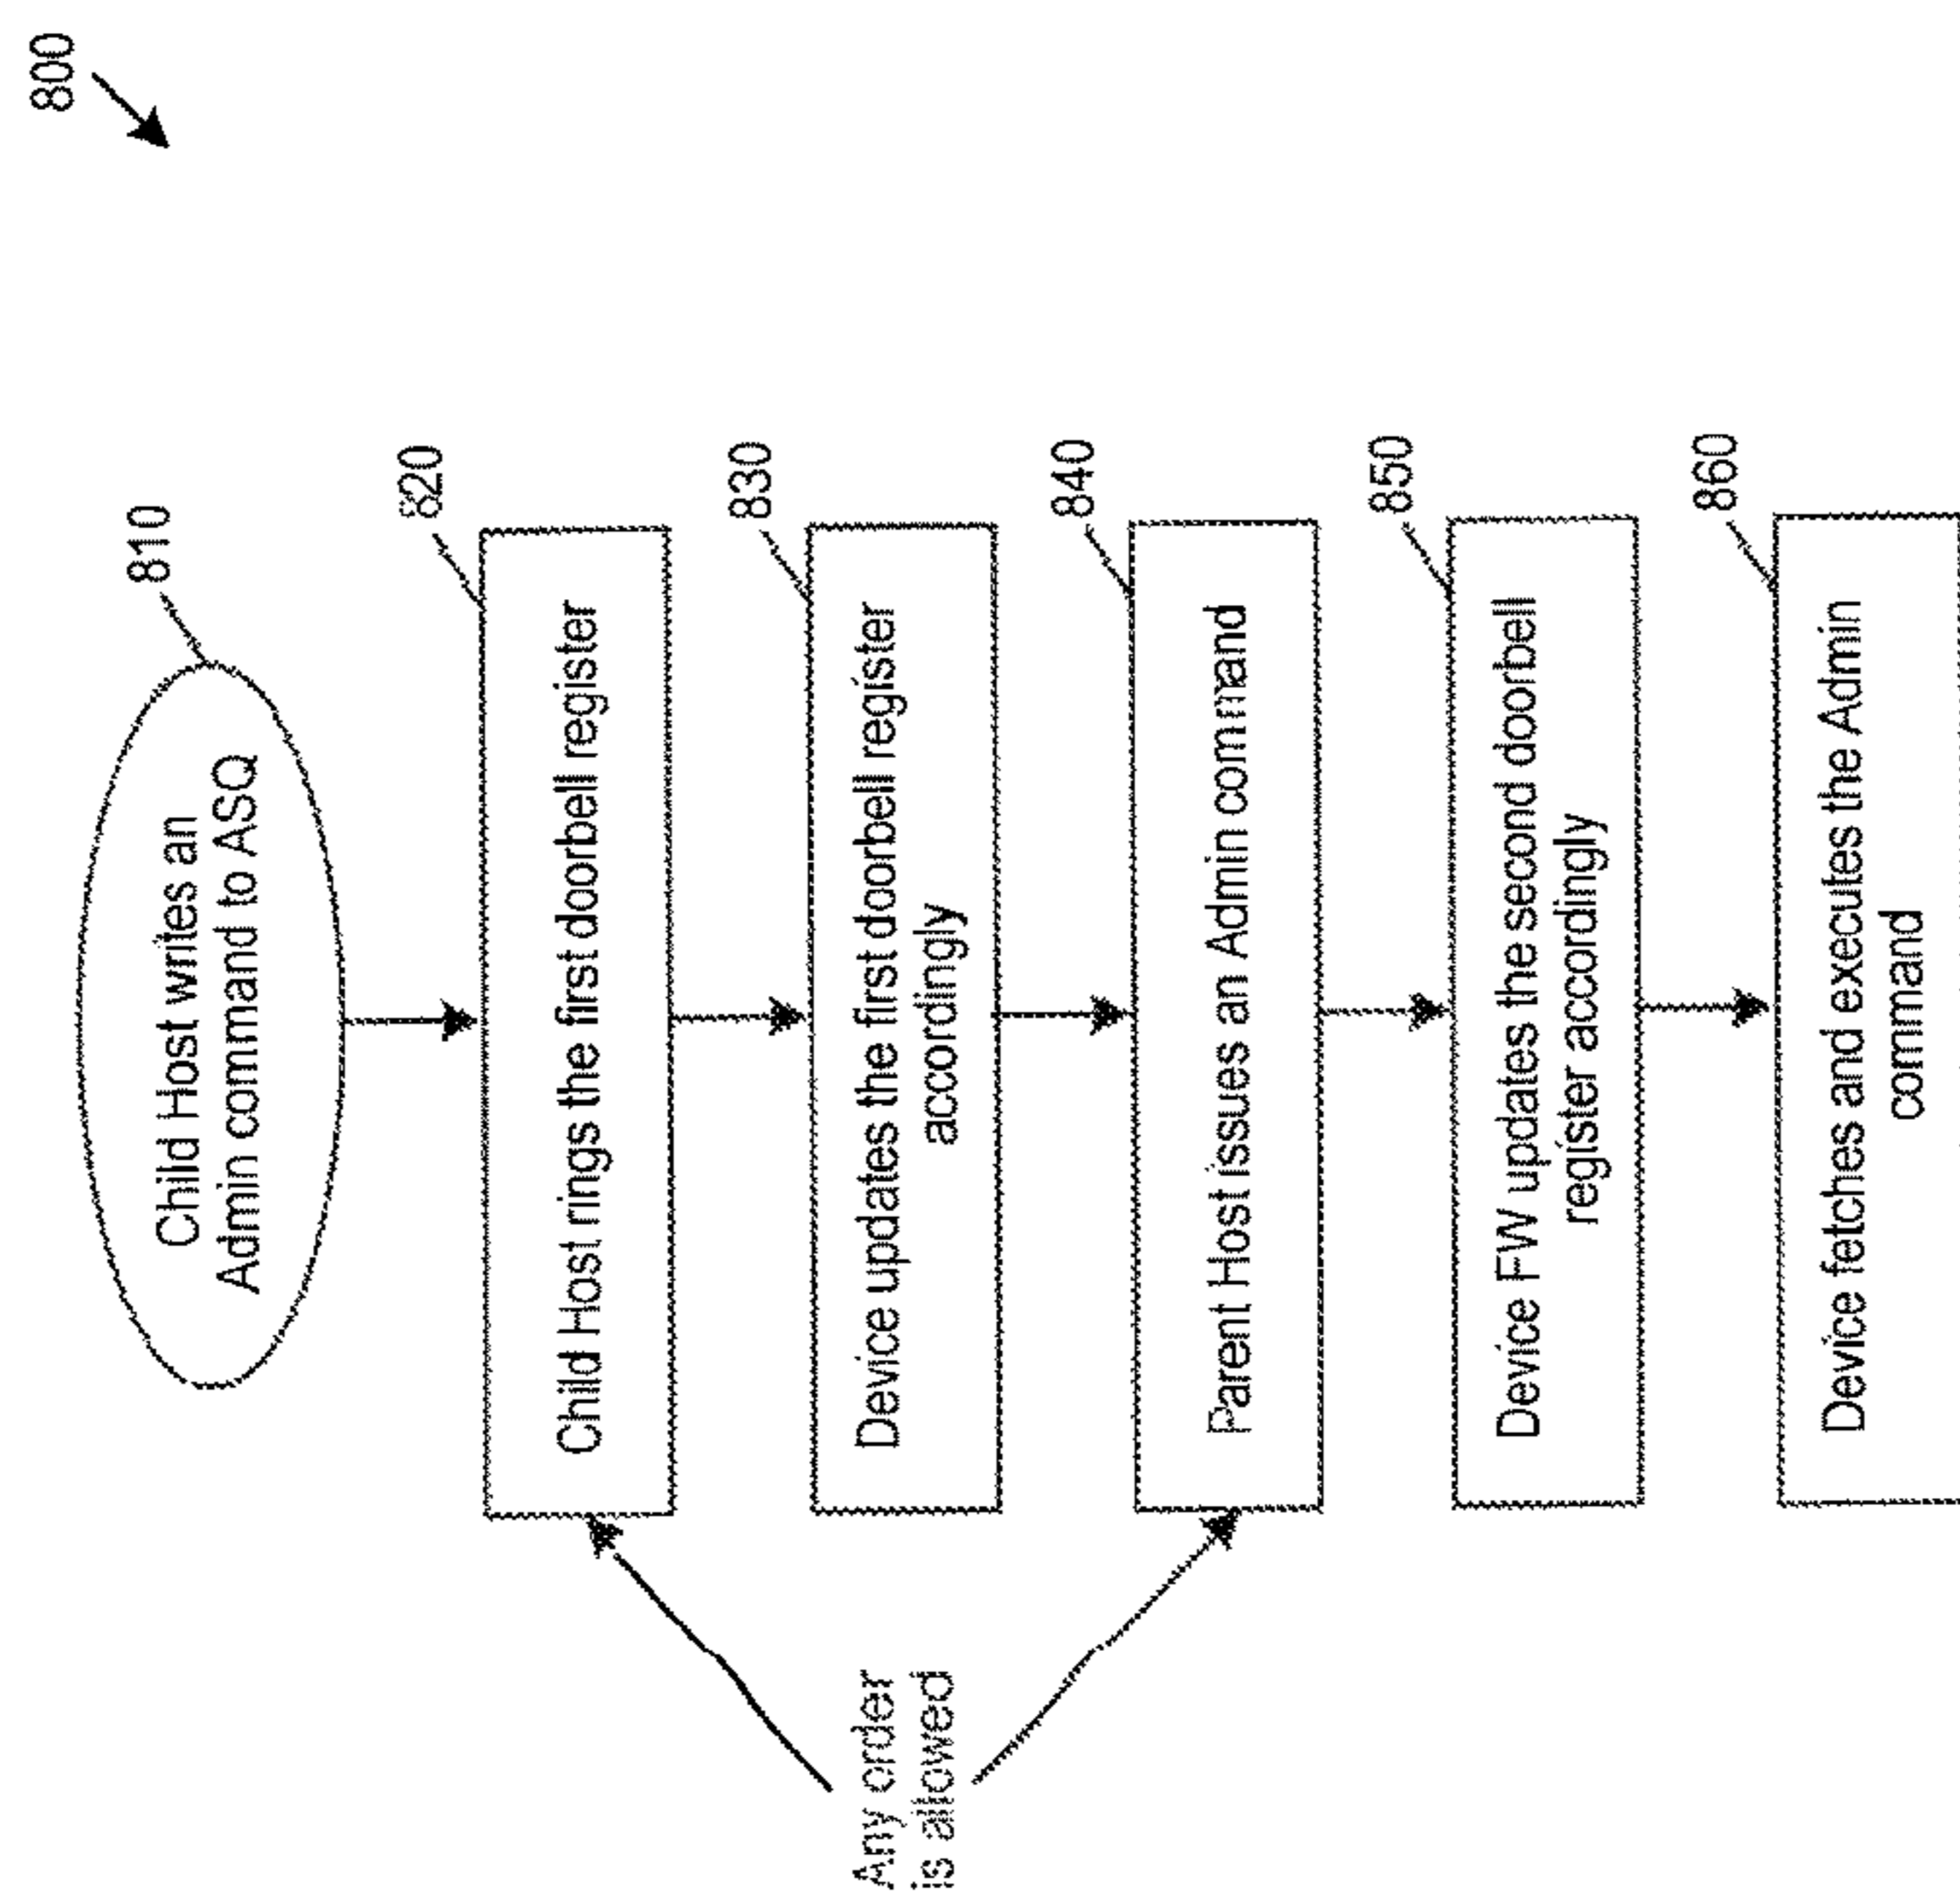 800
810
Child Host writes an
Admin command to ASQ
820
Child Host rings the first doorbell register
830
Device updates the first doorbell register
accordingly
Any order
is allowed
840
Parent Host issues an Admin command
850
Device FW updates the second doorbell
register accordingly
860
Device fetches and executes the Admin
command